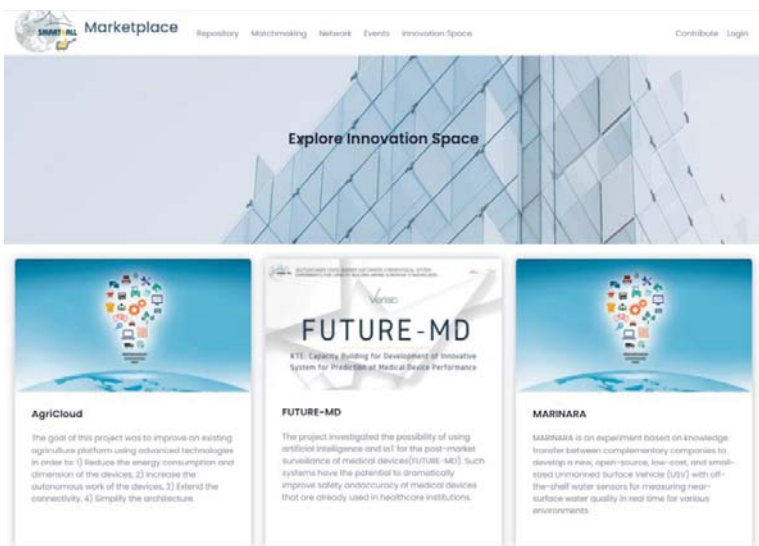 SMART4ALL
Marketplace
Repository Matchmaking Network Events Innovation Space
Contribute Login
Explore Innovation Space
Verlab
FUTURE-MD
KTE: Capacity Building for Development of Innovative
System for Prediction of Medical Device Performance
AgriCloud
The goal of this project was to improve an existing
agriculture platform using advanced technologies
in order to: 1) Reduce the energy consumption and
dimension of the devices, 2) Increase the
autonomous work of the devices, 3) Extend the
connectivity, 4) Simplify the architecture.
FUTURE-MD
The project investigated the possibility of using
artificial intelligence and IoT for the post-market
surveillance of medical devices(FUTURE-MD). Such
systems have the potential to dramatically
improve safety andaccuracy of medical devices
that are already used in healthcare institutions.
MARINARA
MARINARA is an experiment based on knowledge
transfer between complementary companies to
develop a new, open-source, low-cost, and small-
sized Unmanned Surface Vehicle (USV) with off-
the-shelf water sensors for measuring near-
surface water quality in real time for various
environments.